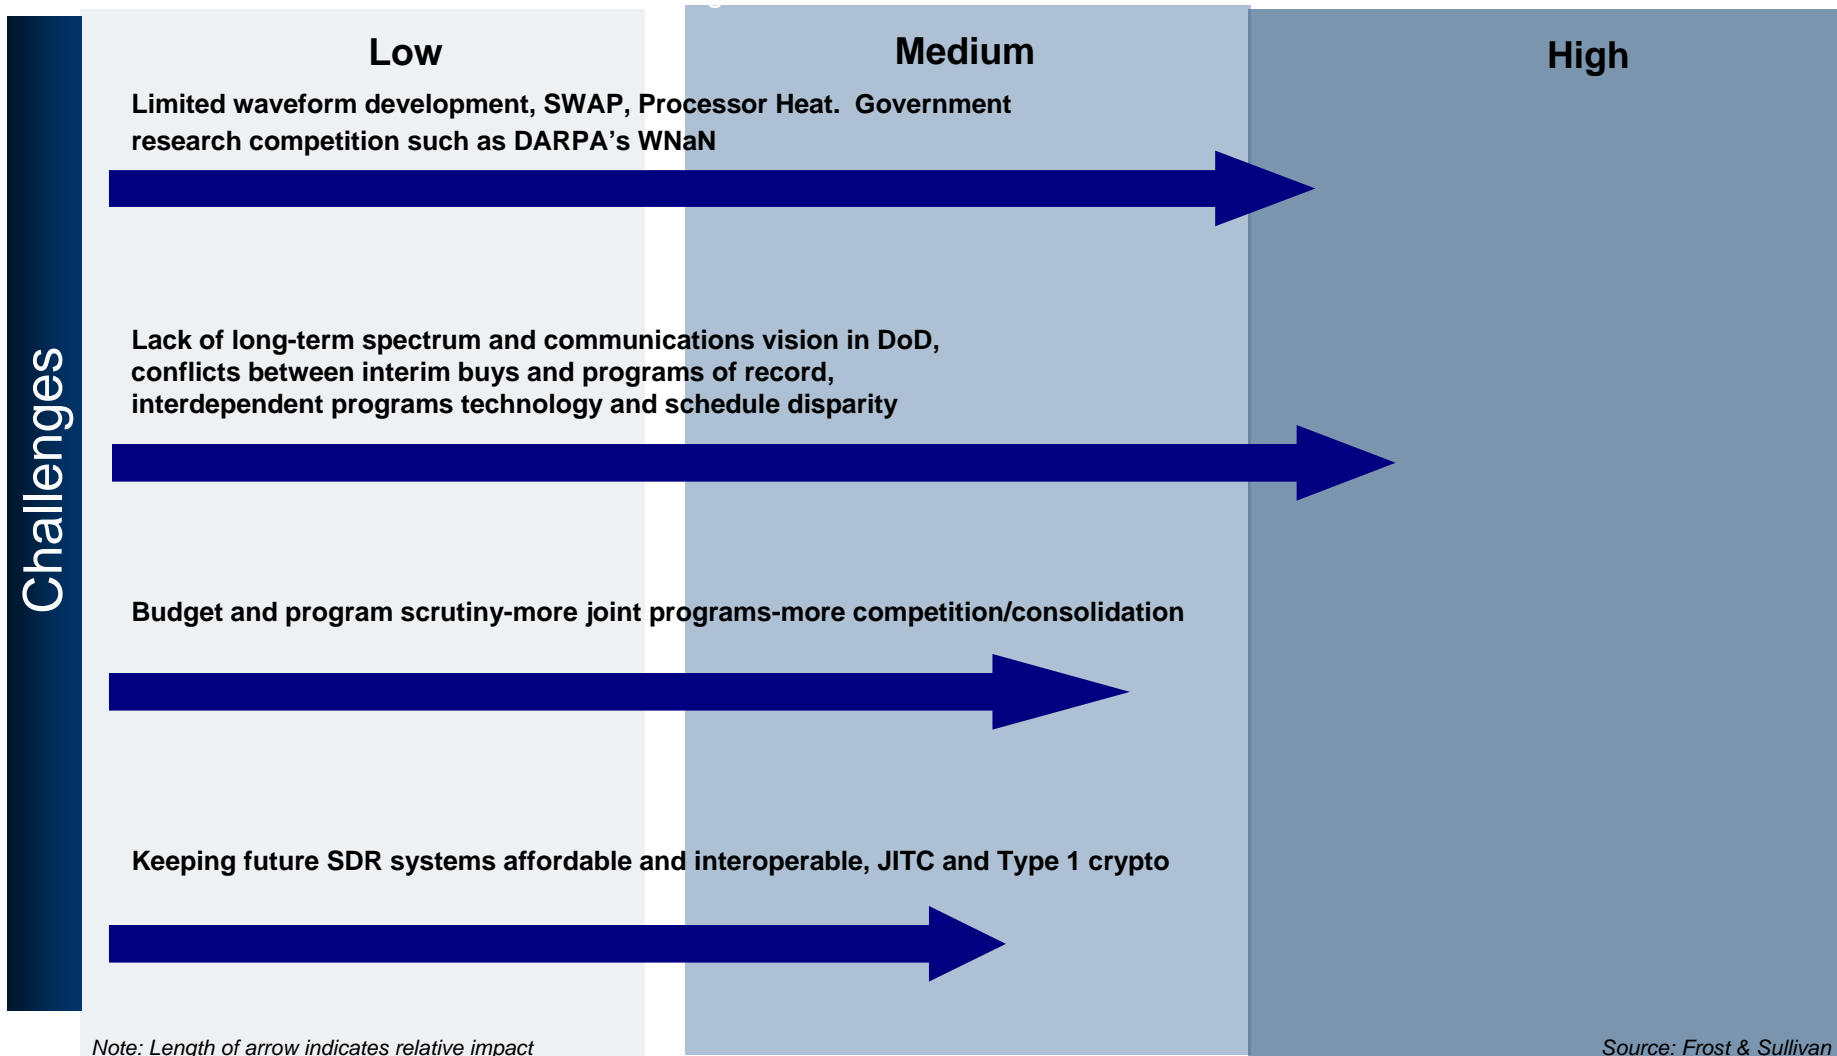 Challenges
Low
Medium
High
Limited waveform development, SWAP, Processor Heat.  Government
research competition such as DARPA’s WNaN
Lack of long-term spectrum and communications vision in DoD,
conflicts between interim buys and programs of record,
interdependent programs technology and schedule disparity
Budget and program scrutiny-more joint programs-more competition/consolidation
Keeping future SDR systems affordable and interoperable, JITC and Type 1 crypto
Note: Length of arrow indicates relative impact
Source: Frost & Sullivan